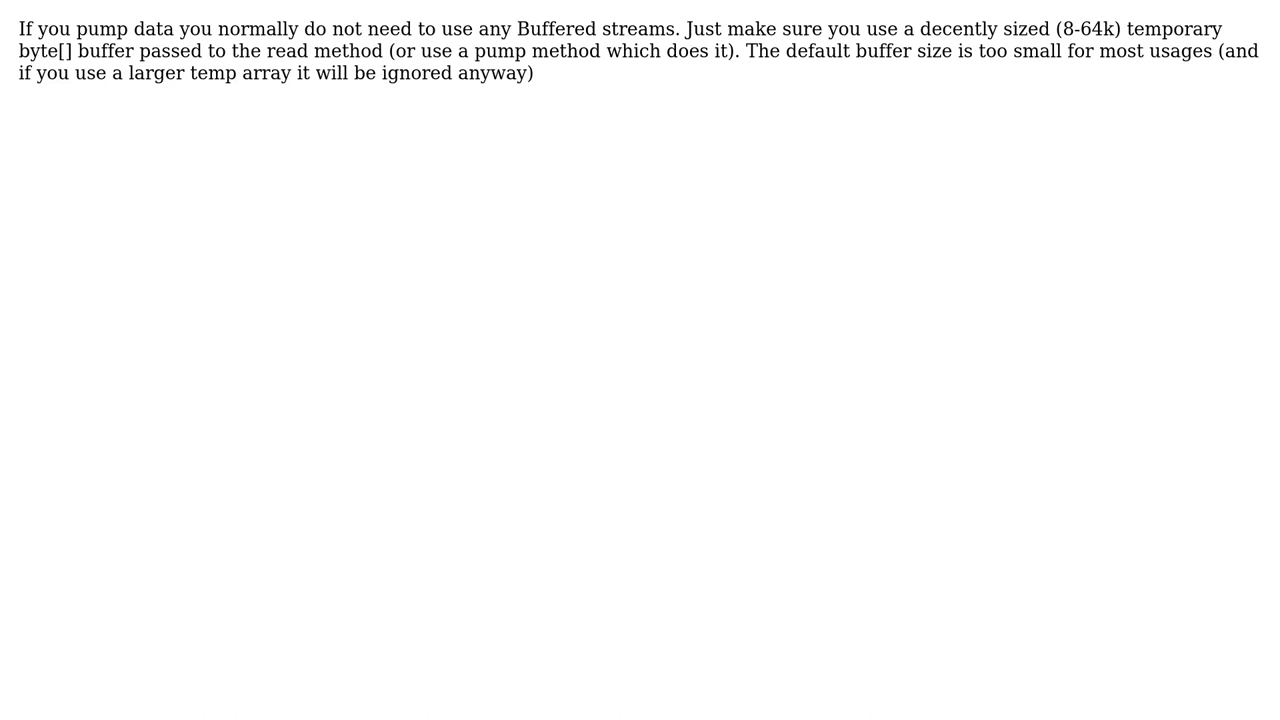 If you pump data you normally do not need to use any Buffered streams. Just make sure you use a decently sized (8-64k) temporary
byte[] buffer passed to the read method (or use a pump method which does it). The default buffer size is too small for most usages (and
if you use a larger temp array it will be ignored anyway)